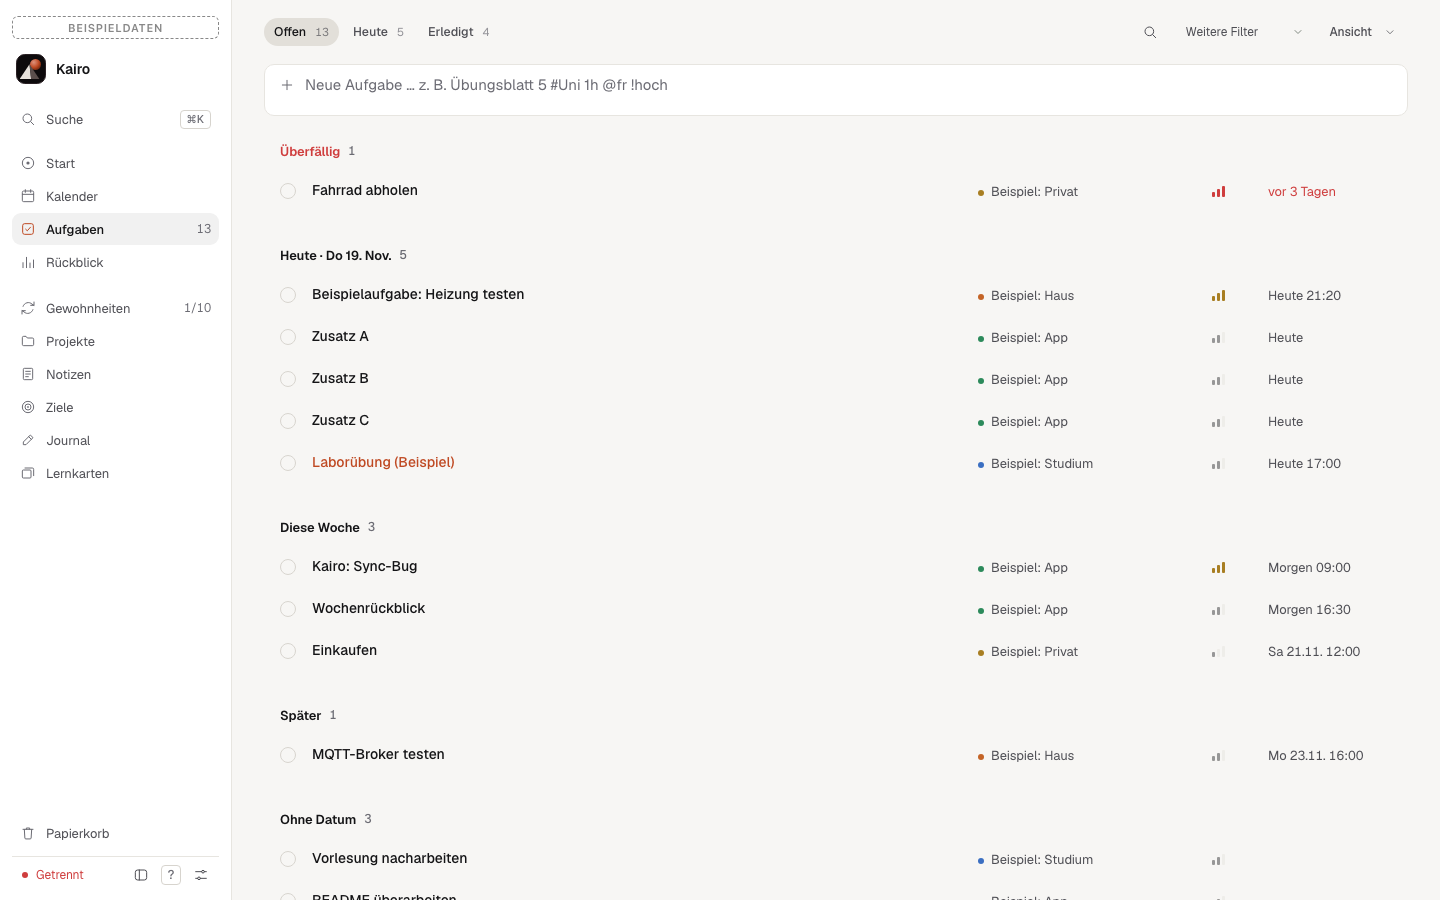 BEISPIELDATEN
Kairo
Suche ⌘K
Start
Kalender
Aufgaben 13
Rückblick
Gewohnheiten 1/10
Projekte
Notizen
Ziele
Journal
Lernkarten
Papierkorb
Getrennt ?
Offen 13 Heute 5 Erledigt 4 Weitere Filter Ansicht
Neue Aufgabe … z. B. Übungsblatt 5 #Uni 1h @fr !hoch
Überfällig 1
Fahrrad abholen Beispiel: Privat vor 3 Tagen
Heute · Do 19. Nov. 5
Beispielaufgabe: Heizung testen Beispiel: Haus Heute 21:20
Zusatz A Beispiel: App Heute
Zusatz B Beispiel: App Heute
Zusatz C Beispiel: App Heute
Laborübung (Beispiel) Beispiel: Studium Heute 17:00
Diese Woche 3
Kairo: Sync-Bug Beispiel: App Morgen 09:00
Wochenrückblick Beispiel: App Morgen 16:30
Einkaufen Beispiel: Privat Sa 21.11. 12:00
Später 1
MQTT-Broker testen Beispiel: Haus Mo 23.11. 16:00
Ohne Datum 3
Vorlesung nacharbeiten Beispiel: Studium
README überarbeiten Beispiel: App